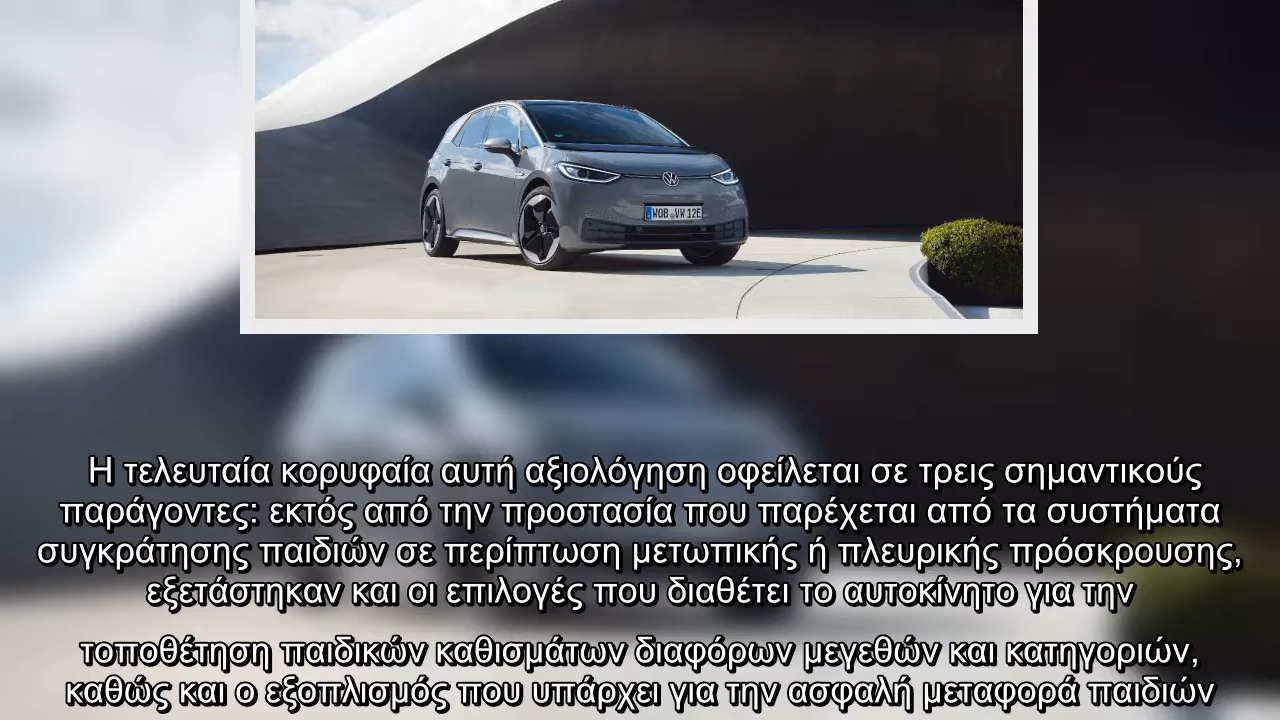 WOB VW 12E
Η τελευταία κορυφαία αυτή αξιολόγηση οφείλεται σε τρεις σημαντικούς
παράγοντες: εκτός από την προστασία που παρέχεται από τα συστήματα
συγκράτησης παιδιών σε περίπτωση μετωπικής ή πλευρικής πρόσκρουσης,
εξετάστηκαν και οι επιλογές που διαθέτει το αυτοκίνητο για την
τοποθέτηση παιδικών καθισμάτων διαφόρων μεγεθών και κατηγοριών,
καθώς και ο εξοπλισμός που υπάρχει για την ασφαλή μεταφορά παιδιών